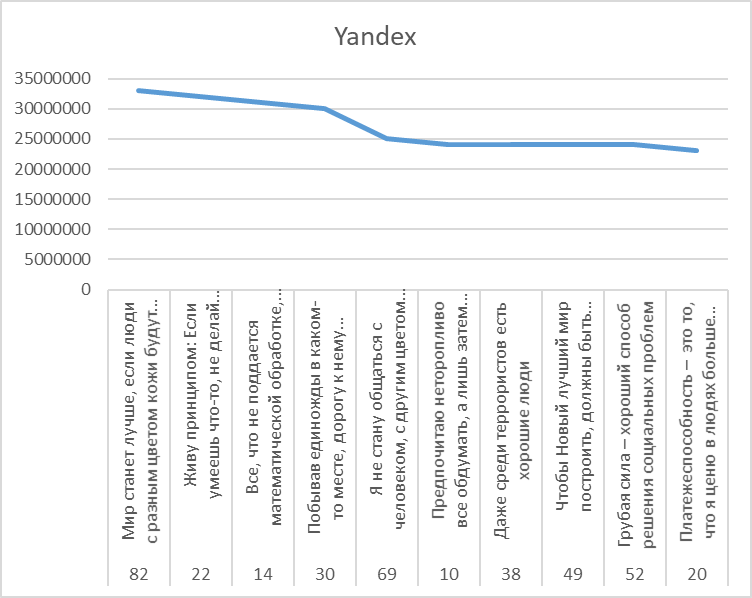 Yandex
35000000
30000000
25000000
20000000
15000000
10000000
5000000
0
Мир станет лучше, если люди
с разным цветом кожи будут…
Живу принципом: Если
умеешь что-то, не делай…
Все, что не поддается
математической обработке,…
Побывав единожды в каком-
то месте, дорогу к нему…
Я не стану общаться с
человеком, с другим цветом…
Предпочитаю неторопливо
все обдумать, а лишь затем…
Даже среди террористов есть
хорошие люди
Чтобы Новый лучший мир
построить, должны быть…
Грубая сила – хороший способ
решения социальных проблем
Платежеспособность – это то,
что я ценю в людях больше…
82
22
14
30
69
10
38
49
52
20